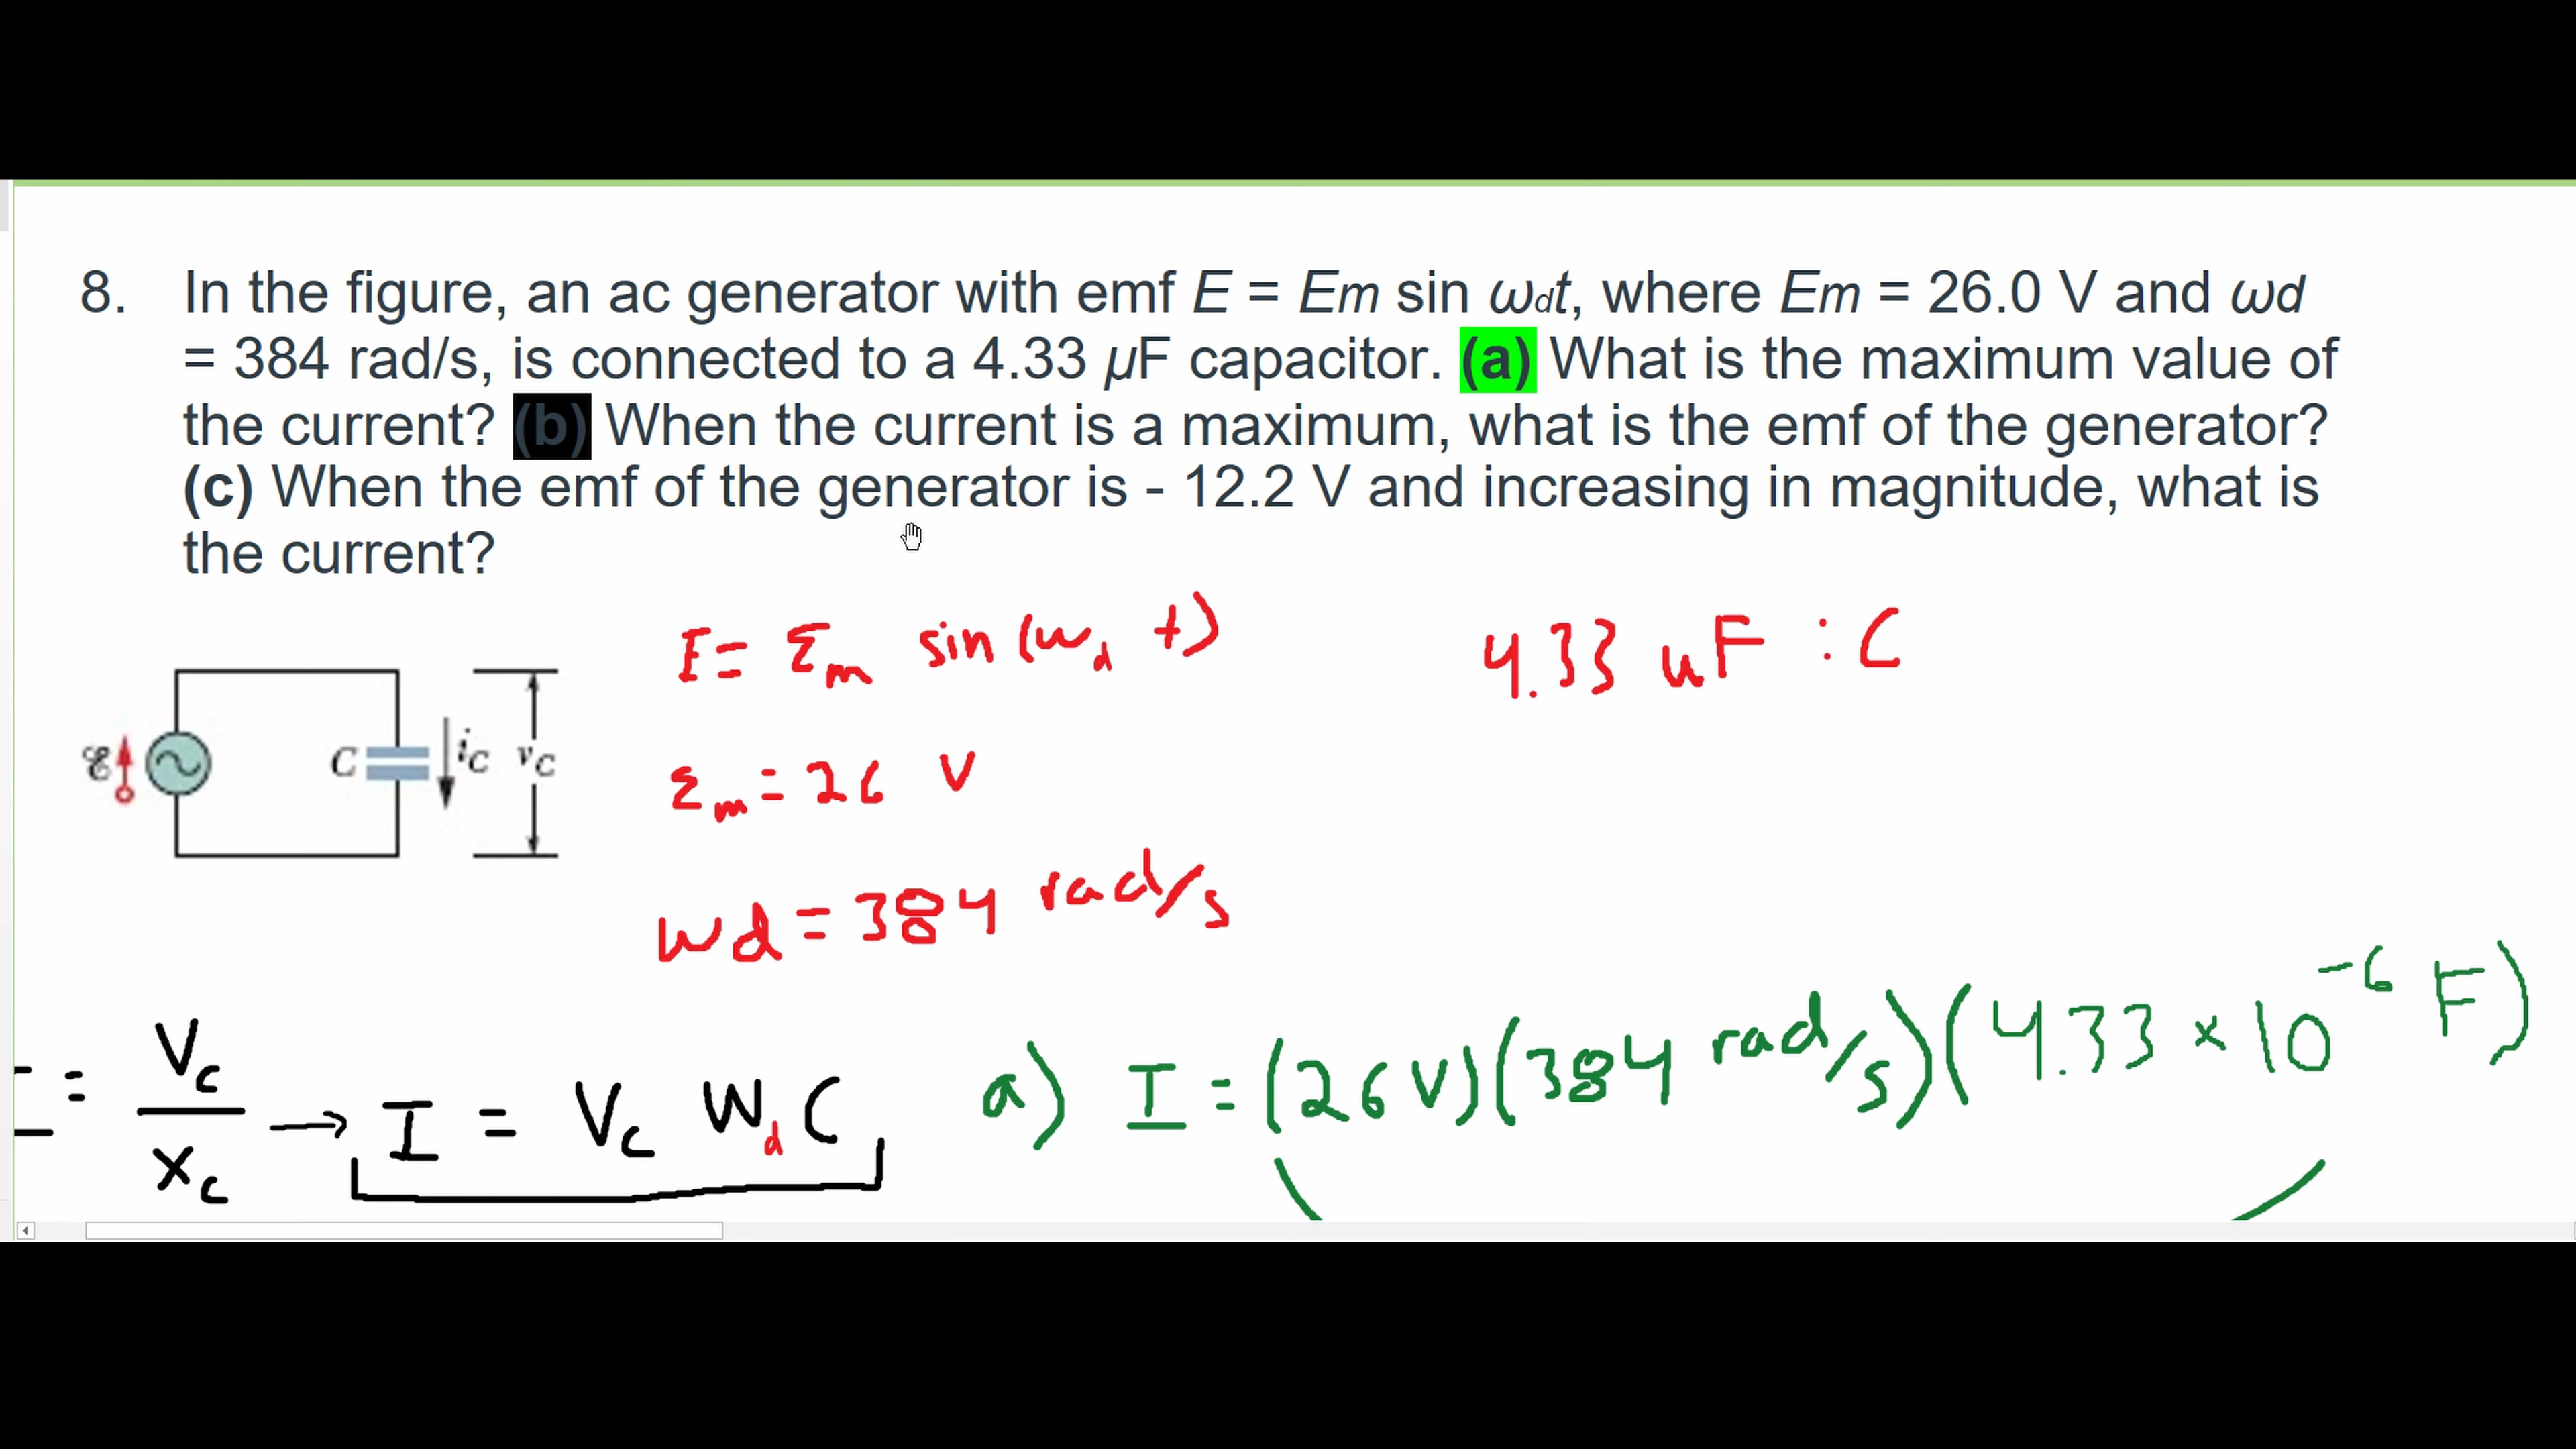 8. In the figure, an ac generator with emf E = Em sin ωdt, where Em = 26.0 V and ωd
= 384 rad/s, is connected to a 4.33 µF capacitor. (a) What is the maximum value of
the current? (b) When the current is a maximum, what is the emf of the generator?
(c) When the emf of the generator is - 12.2 V and increasing in magnitude, what is
the current?
E = Ɛm sin (wd t)
4.33 uF : C
ℰ C iC vC
Ɛm = 26 V
wd = 384 rad/s
= Vc / Xc → I = Vc Wd C
a) I = (26 V)(384 rad/s)(4.33 × 10^-6 F)